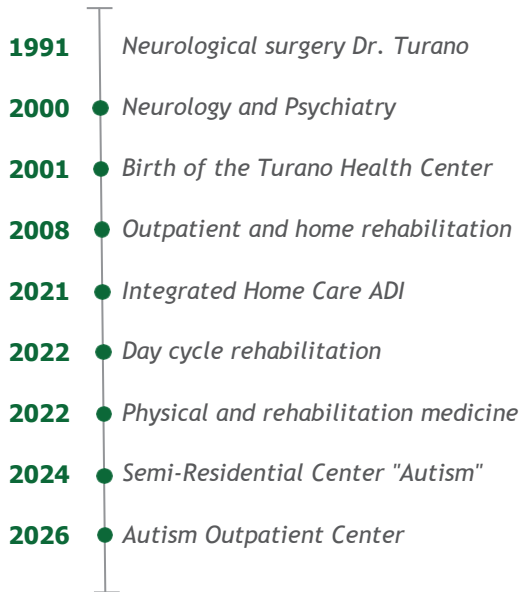 1991 Neurological surgery Dr. Turano
2000 Neurology and Psychiatry
2001 Birth of the Turano Health Center
2008 Outpatient and home rehabilitation
2021 Integrated Home Care ADI
2022 Day cycle rehabilitation
2022 Physical and rehabilitation medicine
2024 Semi-Residential Center "Autism"
2026 Autism Outpatient Center